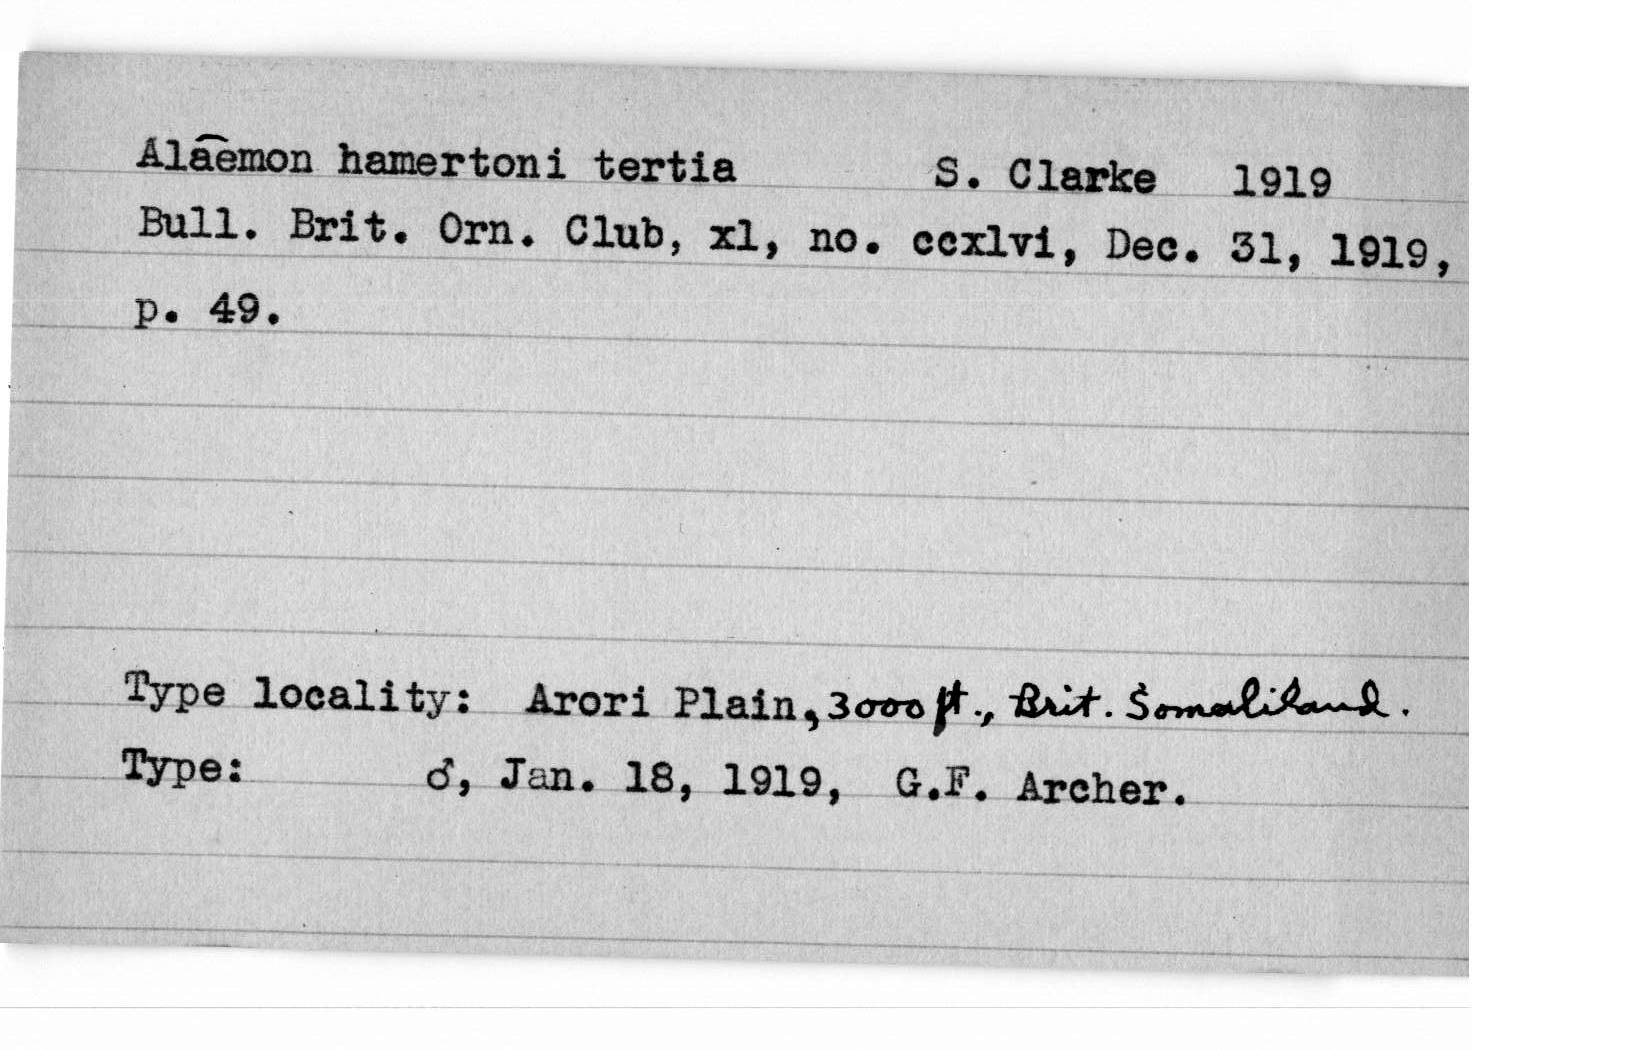 Alaemon hamertoni tertia S. Clarke 1919
Bull. Brit. Orn. Club, xl, no. ccxlvi, Dec. 31, 1919,
p. 49.
Type locality: Arori Plain, 3000 ft., Brit. Somaliland.
Type: ♂, Jan. 18, 1919, G.F. Archer.